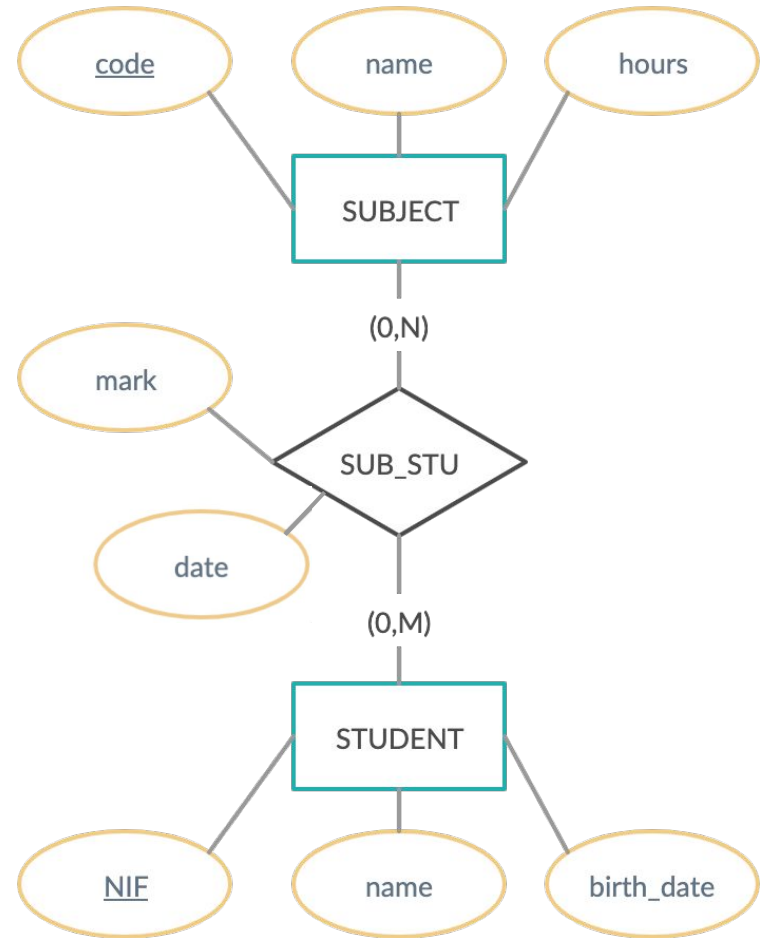 code
name
hours
SUBJECT
(0,N)
mark
SUB_STU
date
(0,M)
STUDENT
NIF
name
birth_date